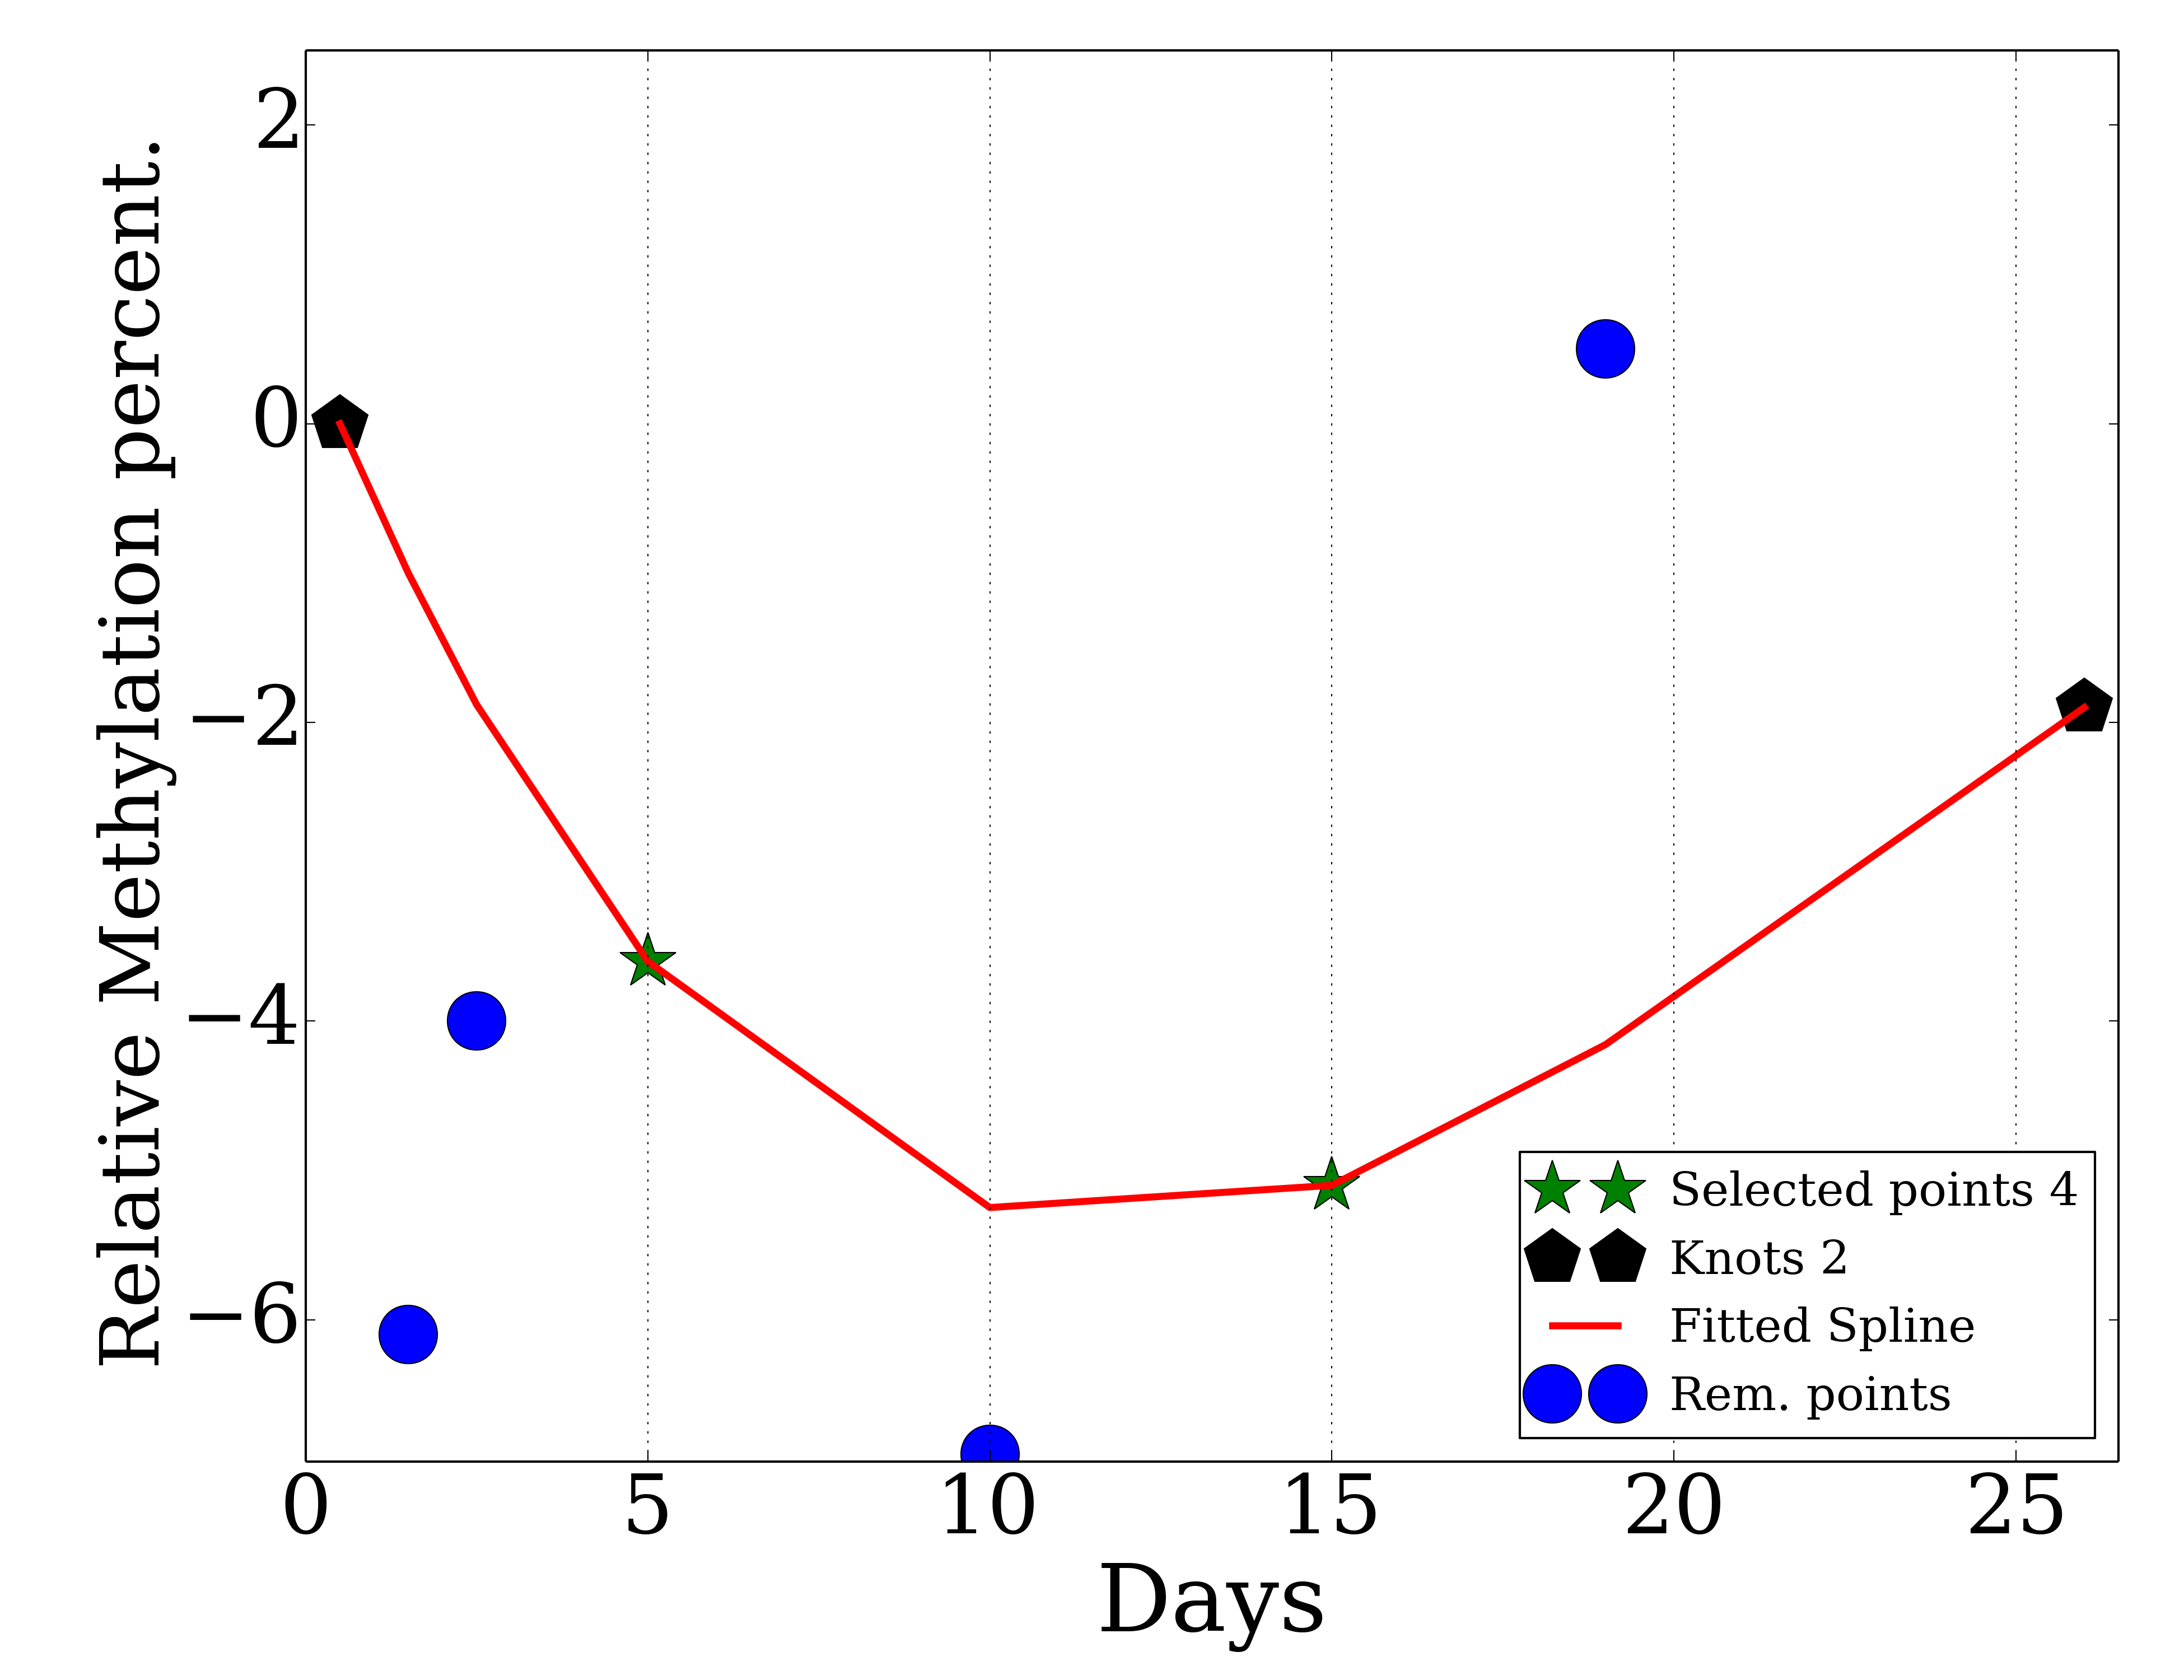 Relative Methylation percent.
2
0
−2
−4
−6
0 5 10 15 20 25
Days
Selected points 4
Knots 2
Fitted Spline
Rem. points